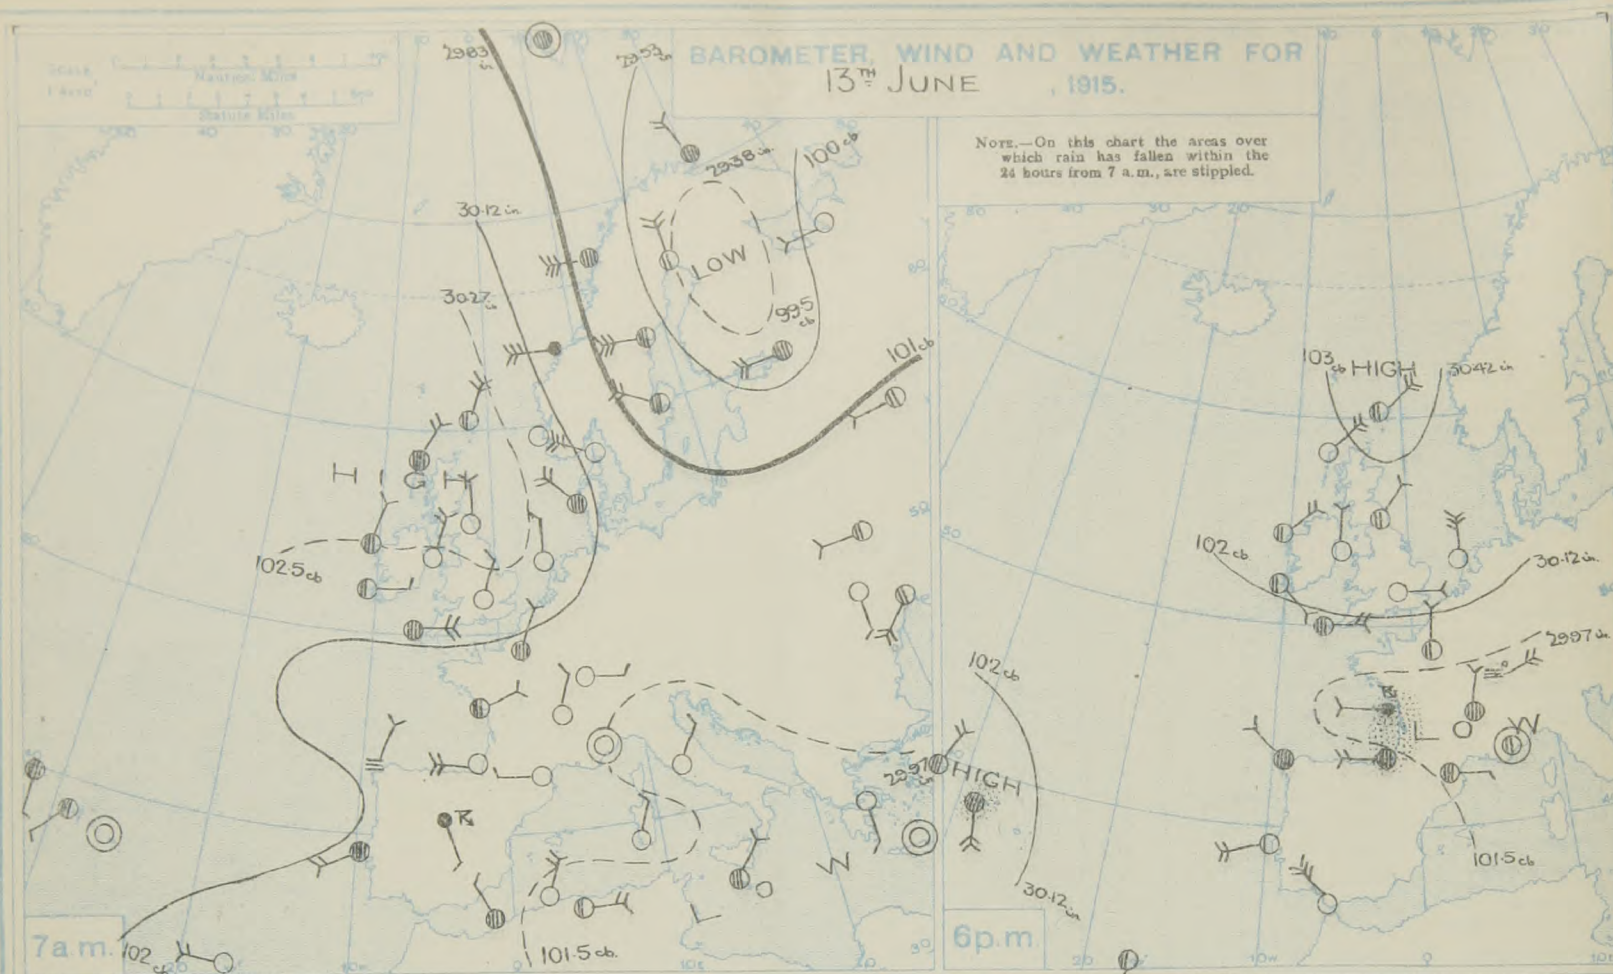 BAROMETER, WIND AND WEATHER FOR
13TH JUNE , 1915.
Nautical Miles
Statute Miles
NOTE.—On this chart the areas over
which rain has fallen within the
24 hours from 7 a.m., are stippled.
29.83 in
29.53 in
29.38 in.
100 cb
30.12 in.
LOW
30.27 in
99.5 cb
101 cb
HIGH
102.5 cb
29.97 in
101.5 cb.
102 cb
7a.m.
103 cb
HIGH
30.42 in
102 cb
30.12 in.
29.97 in.
102 cb
HIGH
30.12 in.
101.5 cb
6p.m.